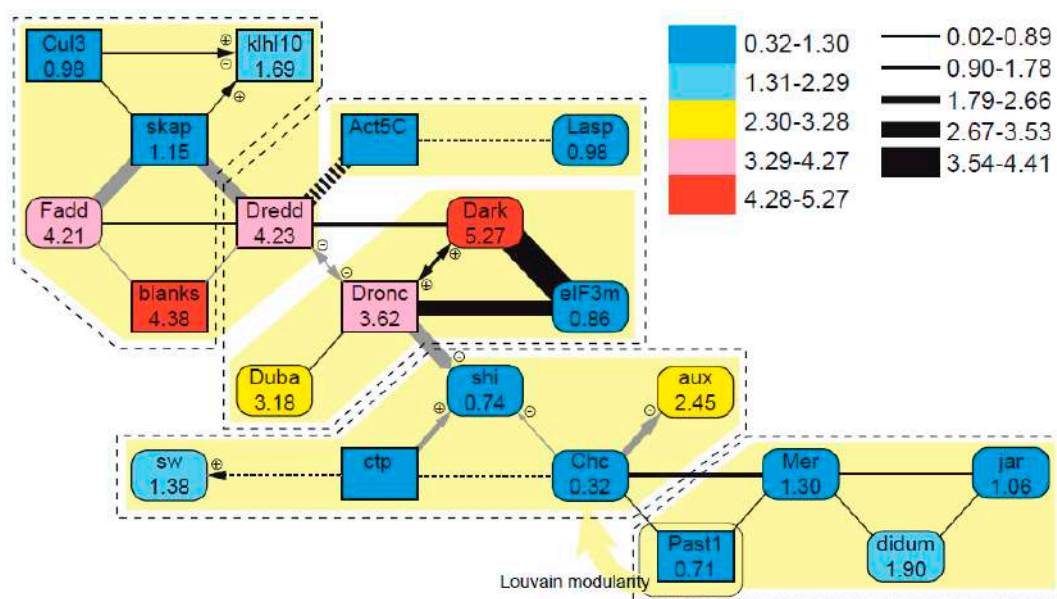 Cul3
0.98
klhl10
1.69
skap
1.15
Act5C
Lasp
0.98
Fadd
4.21
Dredd
4.23
Dark
5.27
blanks
4.38
Dronc
3.62
eIF3m
0.86
Duba
3.18
shi
0.74
aux
2.45
sw
1.38
ctp
Chc
0.32
Mer
1.30
jar
1.06
Past1
0.71
didum
1.90
Louvain modularity
0.32-1.30
1.31-2.29
2.30-3.28
3.29-4.27
4.28-5.27
0.02-0.89
0.90-1.78
1.79-2.66
2.67-3.53
3.54-4.41